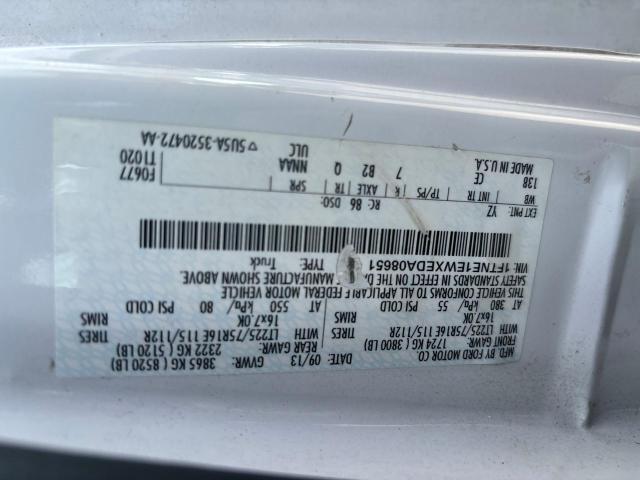 MFD. BY FORD MOTOR CO.
DATE: 09/13 GVWR: 3865 KG ( 8520 LB)
FRONT GAWR: 1724 KG ( 3800 LB) REAR GAWR: 2322 KG ( 5120 LB)
WITH LT225/75R16E 115/112R TIRES WITH LT225/75R16E 115/112R TIRES
16x7.0K RIMS 16x7.0K RIMS
AT 380 kPa/ 55 PSI COLD AT 550 kPa/ 80 PSI COLD
THIS VEHICLE CONFORMS TO ALL APPLICABLE FEDERAL MOTOR VEHICLE
SAFETY STANDARDS IN EFFECT ON THE DATE OF MANUFACTURE SHOWN ABOVE.
VIN: 1FTNE1EWXEDA08651 TYPE: Truck
EXT PNT: YZ RC: 86 DSO:
WB INT TR TP/PS R AXLE TR SPR
138 CE 7 B2 Q NNAA F0677
T1020
MADE IN U.S.A. ULC 5U5A-3520472-AA